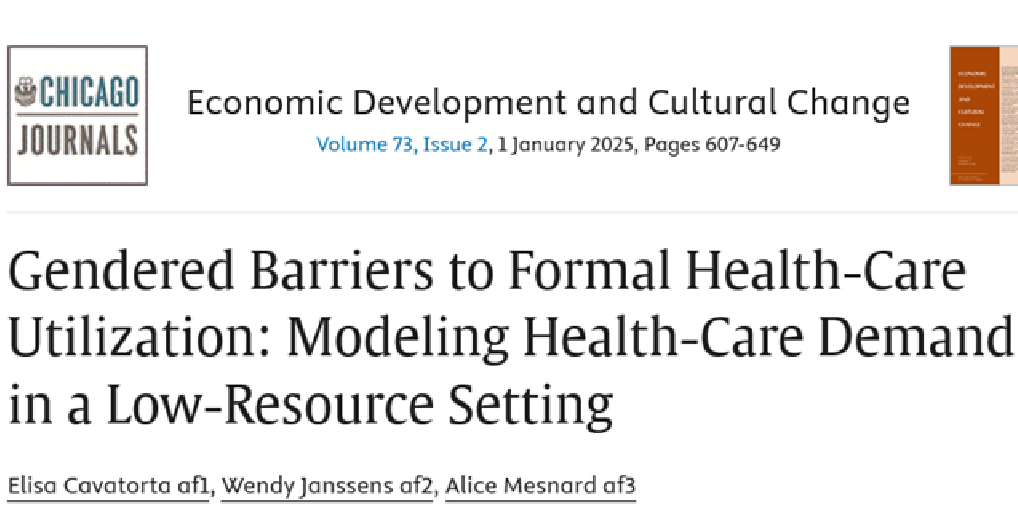 CHICAGO
JOURNALS
Economic Development and Cultural Change
Volume 73, Issue 2, 1 January 2025, Pages 607-649
ECONOMIC
DEVELOPMENT
AND
CULTURAL
CHANGE
Gendered Barriers to Formal Health-Care
Utilization: Modeling Health-Care Demand
in a Low-Resource Setting
Elisa Cavatorta af1, Wendy Janssens af2, Alice Mesnard af3